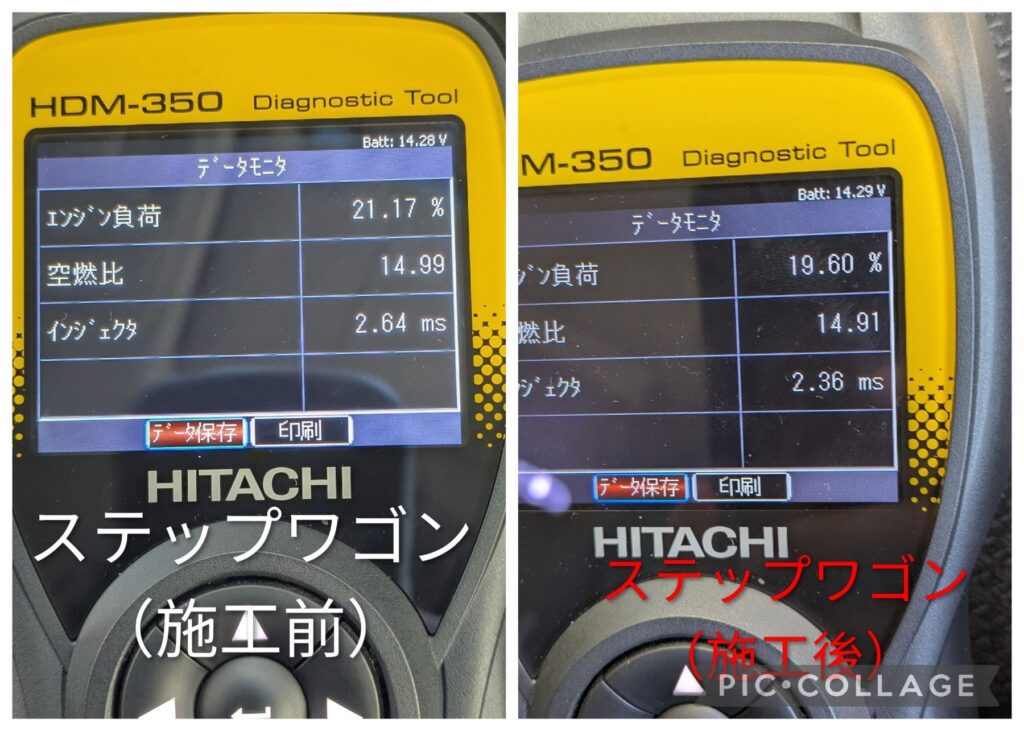 HDM-350 Diagnostic Tool
Batt: 14.28 V
データモニタ
エンジン負荷 21.17 %
空燃比 14.99
インジェクタ 2.64 ms
データ保存 印刷
HITACHI
ステップワゴン
（施工前）
M-350 Diagnostic Tool
Batt: 14.29 V
データモニタ
ジン負荷 19.60 %
燃比 14.91
ジェクタ 2.36 ms
データ保存 印刷
HITACHI
ステップワゴン
（施工後）
PIC•COLLAGE